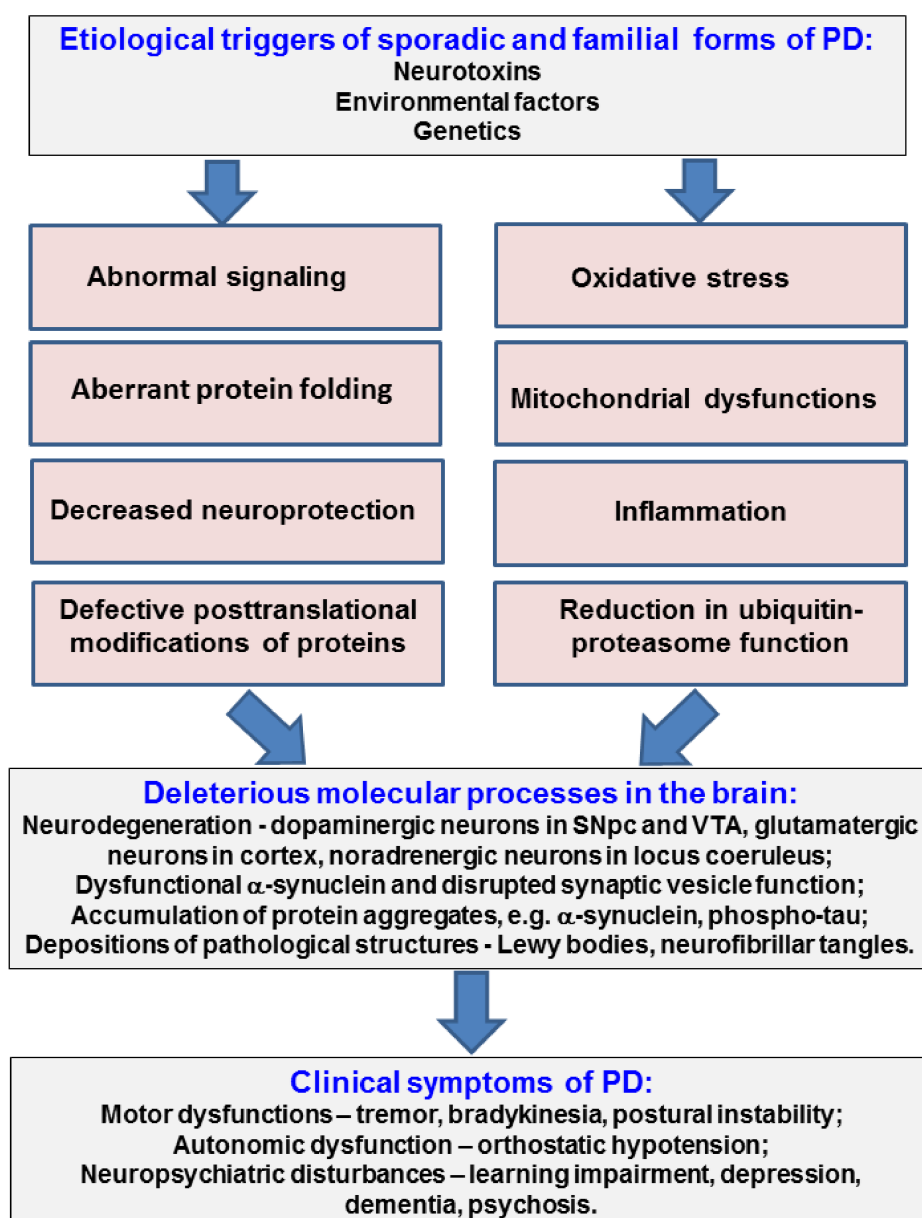 Etiological triggers of sporadic and familial forms of PD:
Neurotoxins
Environmental factors
Genetics
Abnormal signaling
Oxidative stress
Aberrant protein folding
Mitochondrial dysfunctions
Decreased neuroprotection
Inflammation
Defective posttranslational
modifications of proteins
Reduction in ubiquitin-
proteasome function
Deleterious molecular processes in the brain:
Neurodegeneration - dopaminergic neurons in SNpc and VTA, glutamatergic
neurons in cortex, noradrenergic neurons in locus coeruleus;
Dysfunctional α-synuclein and disrupted synaptic vesicle function;
Accumulation of protein aggregates, e.g. α-synuclein, phospho-tau;
Depositions of pathological structures - Lewy bodies, neurofibrillar tangles.
Clinical symptoms of PD:
Motor dysfunctions – tremor, bradykinesia, postural instability;
Autonomic dysfunction – orthostatic hypotension;
Neuropsychiatric disturbances – learning impairment, depression,
dementia, psychosis.